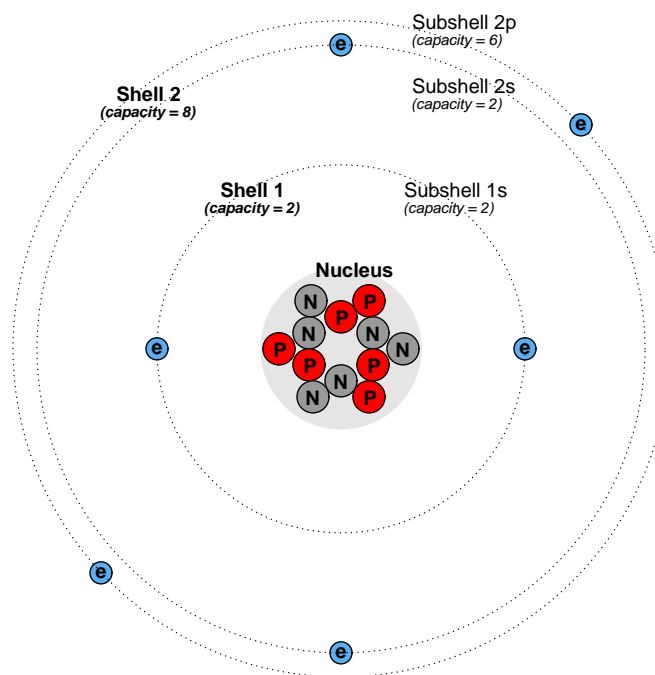 Subshell 2p
(capacity = 6)
e
Subshell 2s
(capacity = 2)
Shell 2
(capacity = 8)
e
Shell 1
(capacity = 2)
Subshell 1s
(capacity = 2)
Nucleus
N
P
P
N
N
e
P
N
e
P
P
N
N
P
e
e